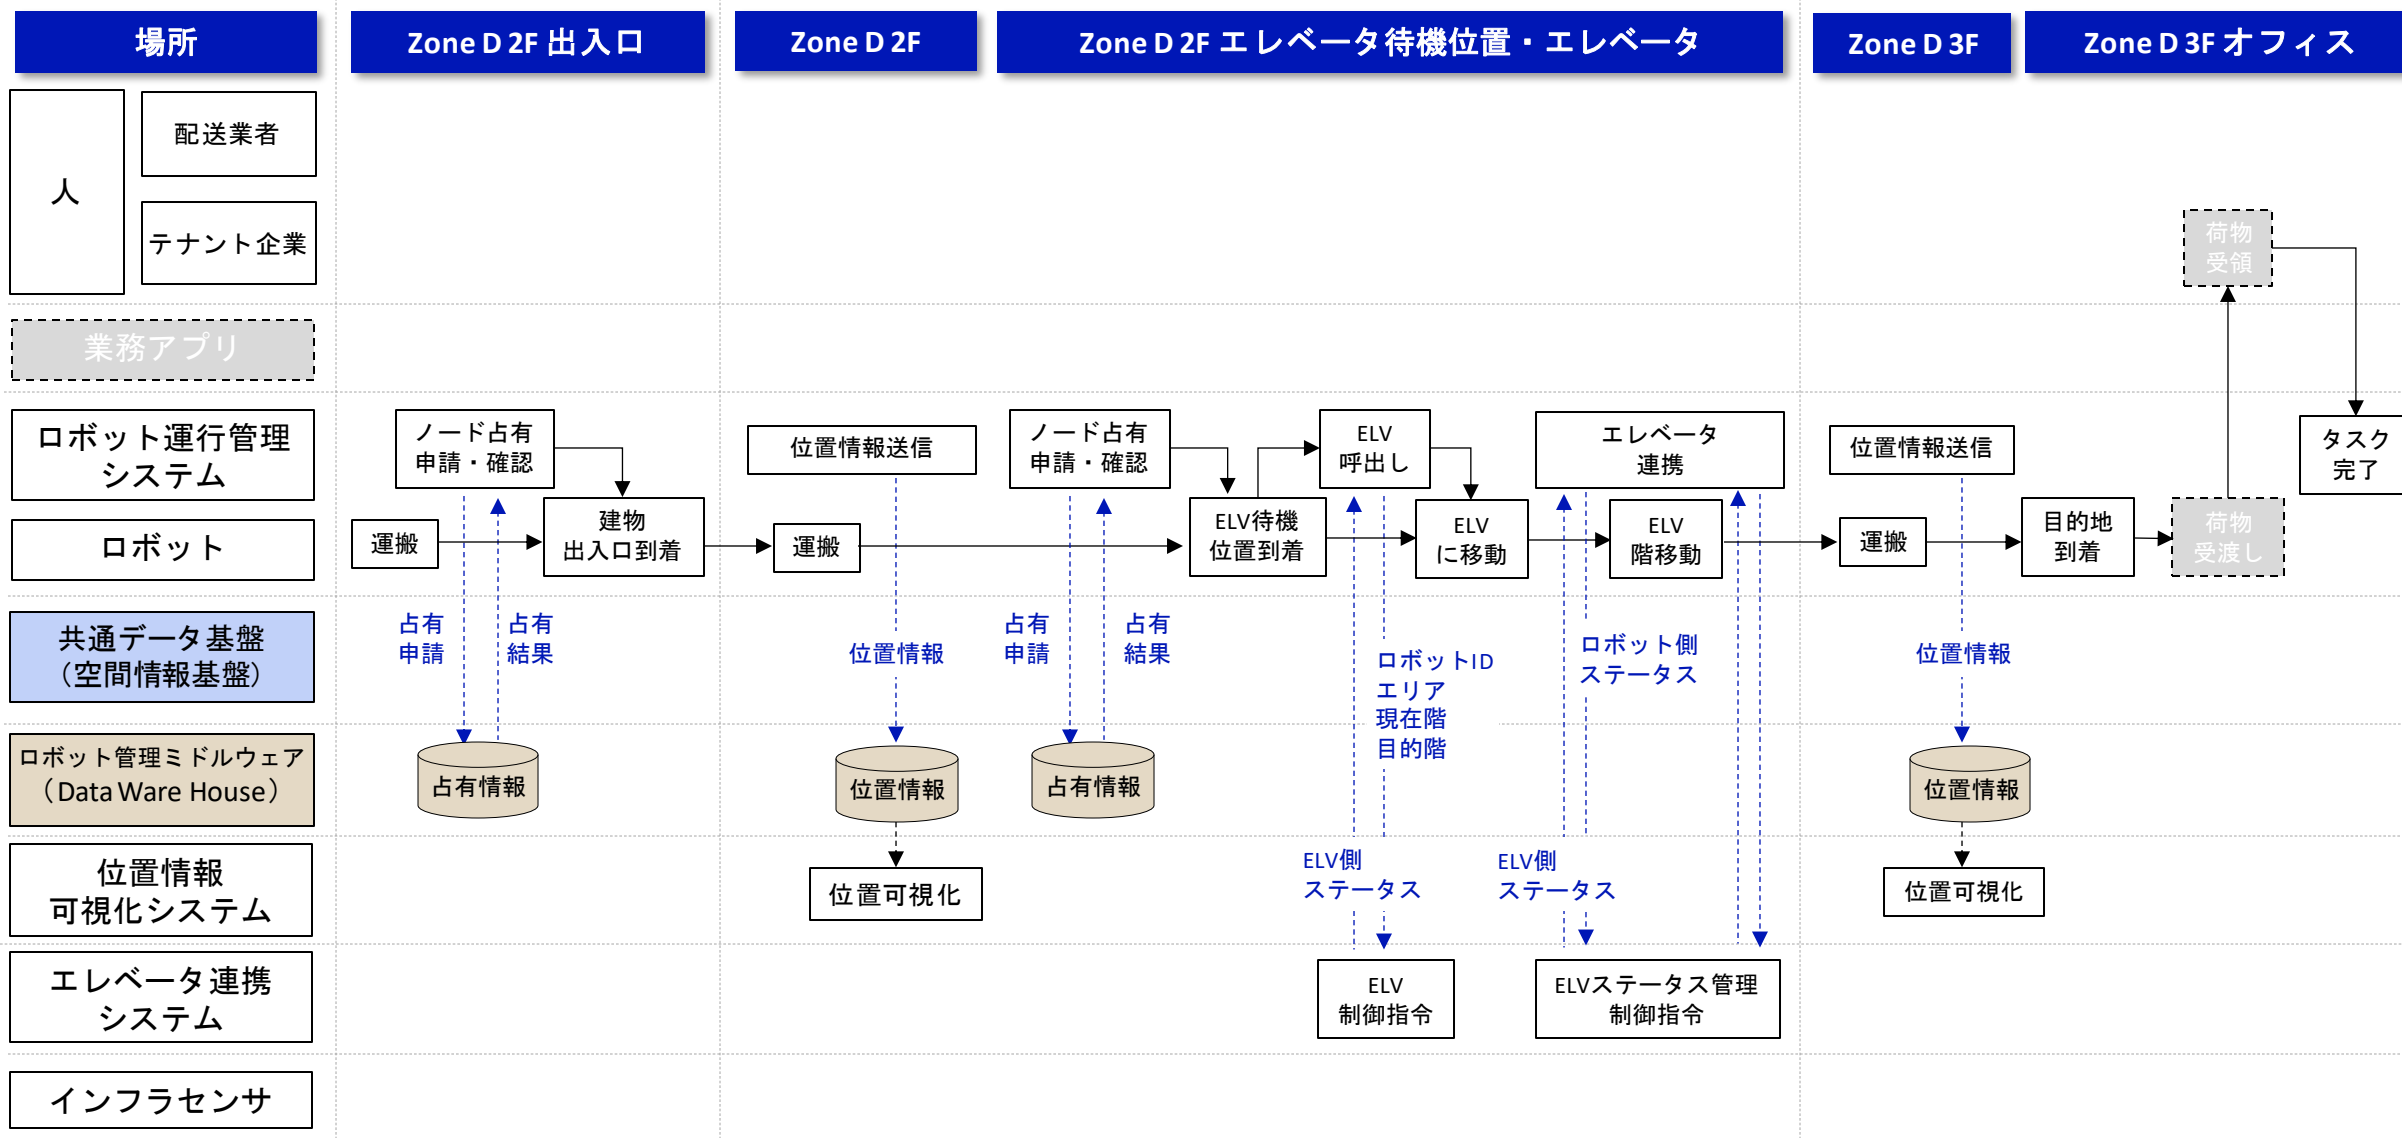 場所
Zone D 2F 出入口
Zone D 2F
Zone D 2F エレベータ待機位置・エレベータ
Zone D 3F
Zone D 3F オフィス
人
配送業者
テナント企業
荷物
受領
業務アプリ
ロボット運行管理
システム
ノード占有
申請・確認
位置情報送信
ノード占有
申請・確認
ELV
呼出し
エレベータ
連携
位置情報送信
タスク
完了
ロボット
運搬
建物
出入口到着
運搬
ELV待機
位置到着
ELV
に移動
ELV
階移動
運搬
目的地
到着
荷物
受渡し
共通データ基盤
（空間情報基盤）
占有
申請
占有
結果
位置情報
占有
申請
占有
結果
ロボットID
エリア
現在階
目的階
ロボット側
ステータス
位置情報
ロボット管理ミドルウェア
（Data Ware House）
占有情報
位置情報
占有情報
位置情報
位置情報
可視化システム
位置可視化
ELV側
ステータス
ELV側
ステータス
位置可視化
エレベータ連携
システム
ELV
制御指令
ELVステータス管理
制御指令
インフラセンサ